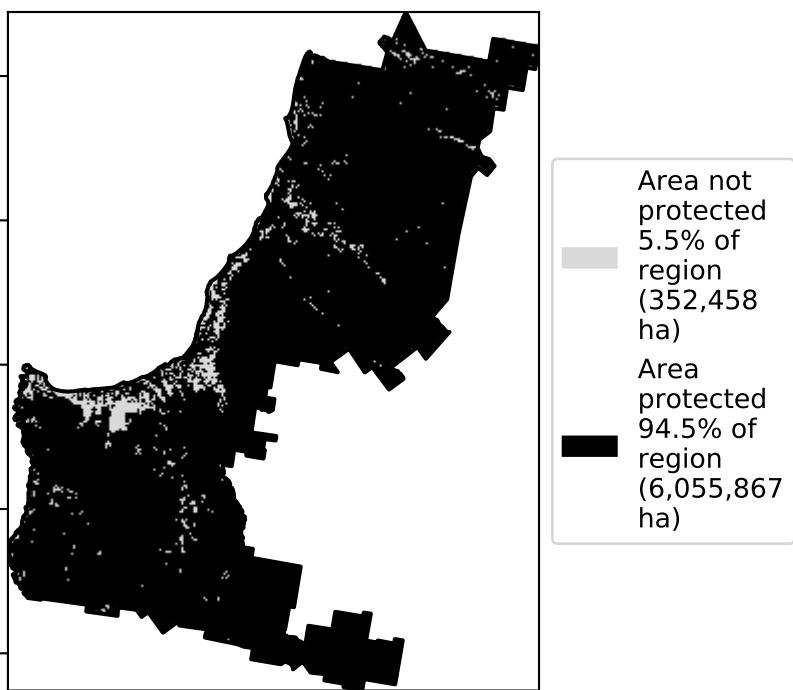 Area not
protected
5.5% of
region
(352,458
ha)
Area
protected
94.5% of
region
(6,055,867
ha)